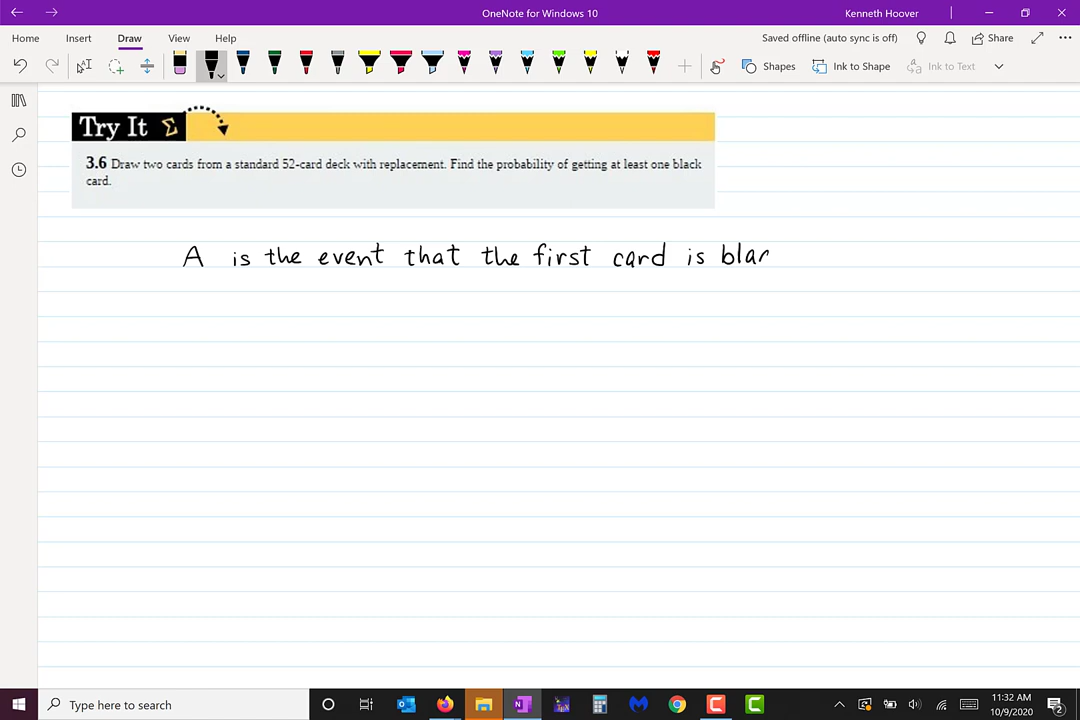 OneNote for Windows 10
Kenneth Hoover
Home Insert Draw View Help
Saved offline (auto sync is off)
Share
Shapes
Ink to Shape
Ink to Text
Try It Σ
3.6 Draw two cards from a standard 52-card deck with replacement. Find the probability of getting at least one black
card.
A is the event that the first card is blar
Type here to search
11:32 AM
10/9/2020
2